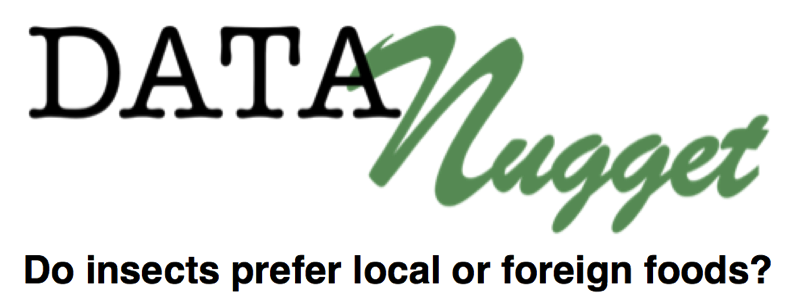 DATA Nugget
Do insects prefer local or foreign foods?